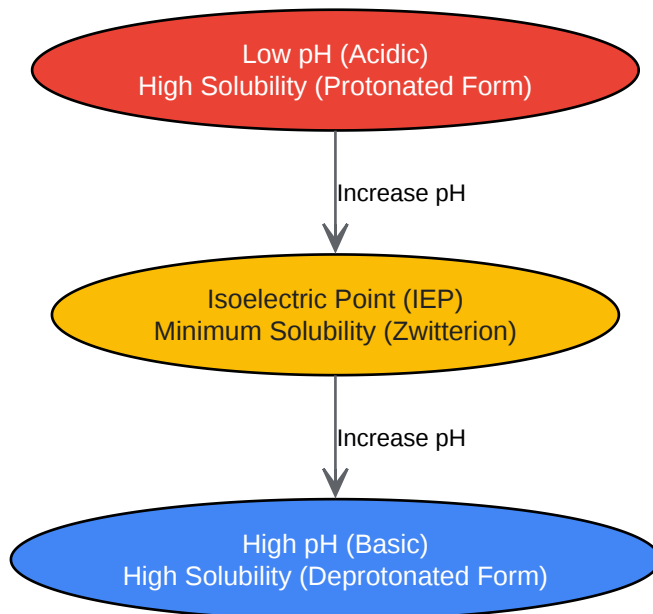 Low pH (Acidic)
High Solubility (Protonated Form)
Increase pH
Isoelectric Point (IEP)
Minimum Solubility (Zwitterion)
Increase pH
High pH (Basic)
High Solubility (Deprotonated Form)